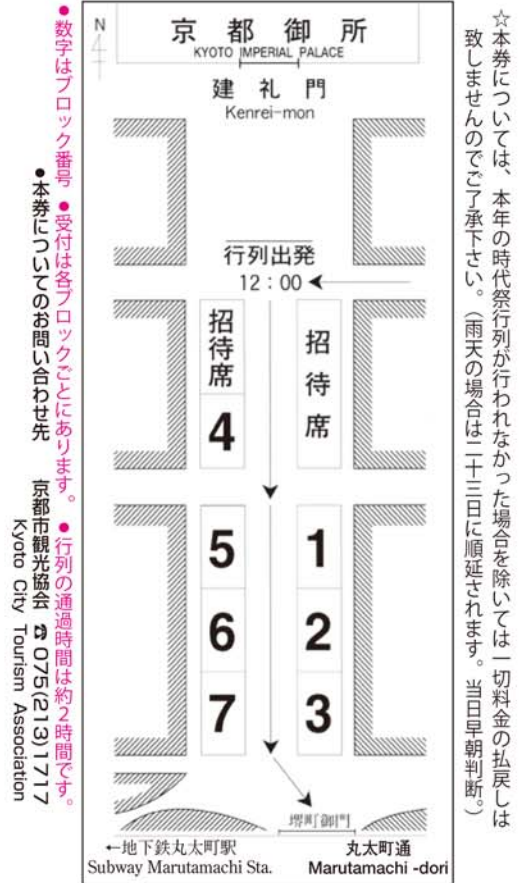 ☆本券については、本年の時代祭行列が行われなかった場合を除いては一切料金の払戻しは
致しませんのでご了承下さい。（雨天の場合は二十三日に順延されます。当日早朝判断。）
N
京都御所
KYOTO IMPERIAL PALACE
建礼門
Kenrei-mon
行列出発
12：00
招待席
招待席
4
5
1
6
2
7
3
堺町御門
←地下鉄丸太町駅
Subway Marutamachi Sta.
丸太町通
Marutamachi -dori
●数字はブロック番号 ●受付は各ブロックごとにあります。 ●行列の通過時間は約2時間です。
●本券についてのお問い合わせ先 京都市観光協会 ☎075(213)1717
Kyoto City Tourism Association